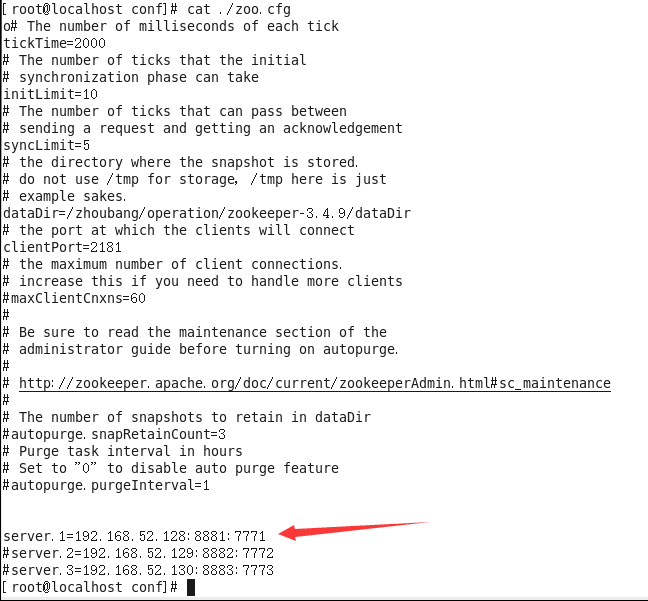 [root@localhost conf]# cat ./zoo.cfg
o# The number of milliseconds of each tick
tickTime=2000
# The number of ticks that the initial
# synchronization phase can take
initLimit=10
# The number of ticks that can pass between
# sending a request and getting an acknowledgement
syncLimit=5
# the directory where the snapshot is stored.
# do not use /tmp for storage, /tmp here is just
# example sakes.
dataDir=/zhoubang/operation/zookeeper-3.4.9/dataDir
# the port at which the clients will connect
clientPort=2181
# the maximum number of client connections.
# increase this if you need to handle more clients
#maxClientCnxns=60
#
# Be sure to read the maintenance section of the
# administrator guide before turning on autopurge.
#
# http://zookeeper.apache.org/doc/current/zookeeperAdmin.html#sc_maintenance
#
# The number of snapshots to retain in dataDir
#autopurge.snapRetainCount=3
# Purge task interval in hours
# Set to "0" to disable auto purge feature
#autopurge.purgeInterval=1
server.1=192.168.52.128:8881:7771
#server.2=192.168.52.129:8882:7772
#server.3=192.168.52.130:8883:7773
[root@localhost conf]#